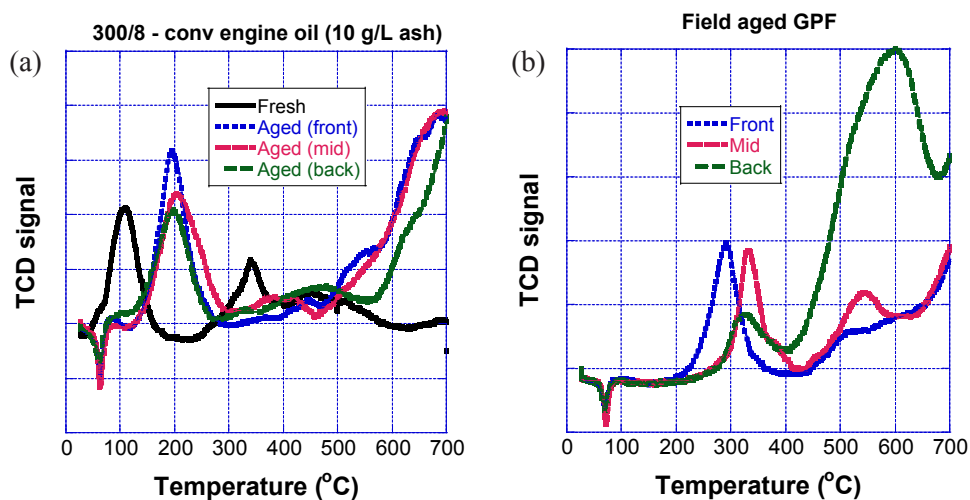 (a)
300/8 - conv engine oil (10 g/L ash)
Fresh
Aged (front)
Aged (mid)
Aged (back)
TCD signal
0 100 200 300 400 500 600 700
Temperature (°C)
(b)
Field aged GPF
Front
Mid
Back
TCD signal
0 100 200 300 400 500 600 700
Temperature (°C)